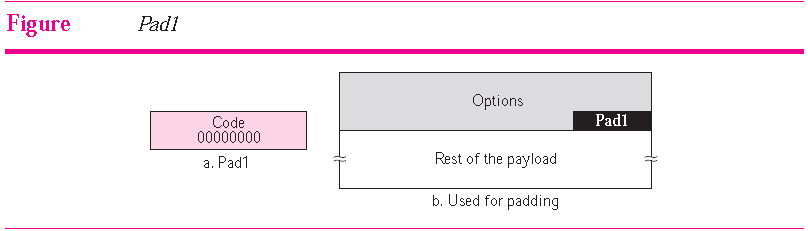 Figure Pad1
Code
00000000
a. Pad1
Options
Pad1
Rest of the payload
b. Used for padding